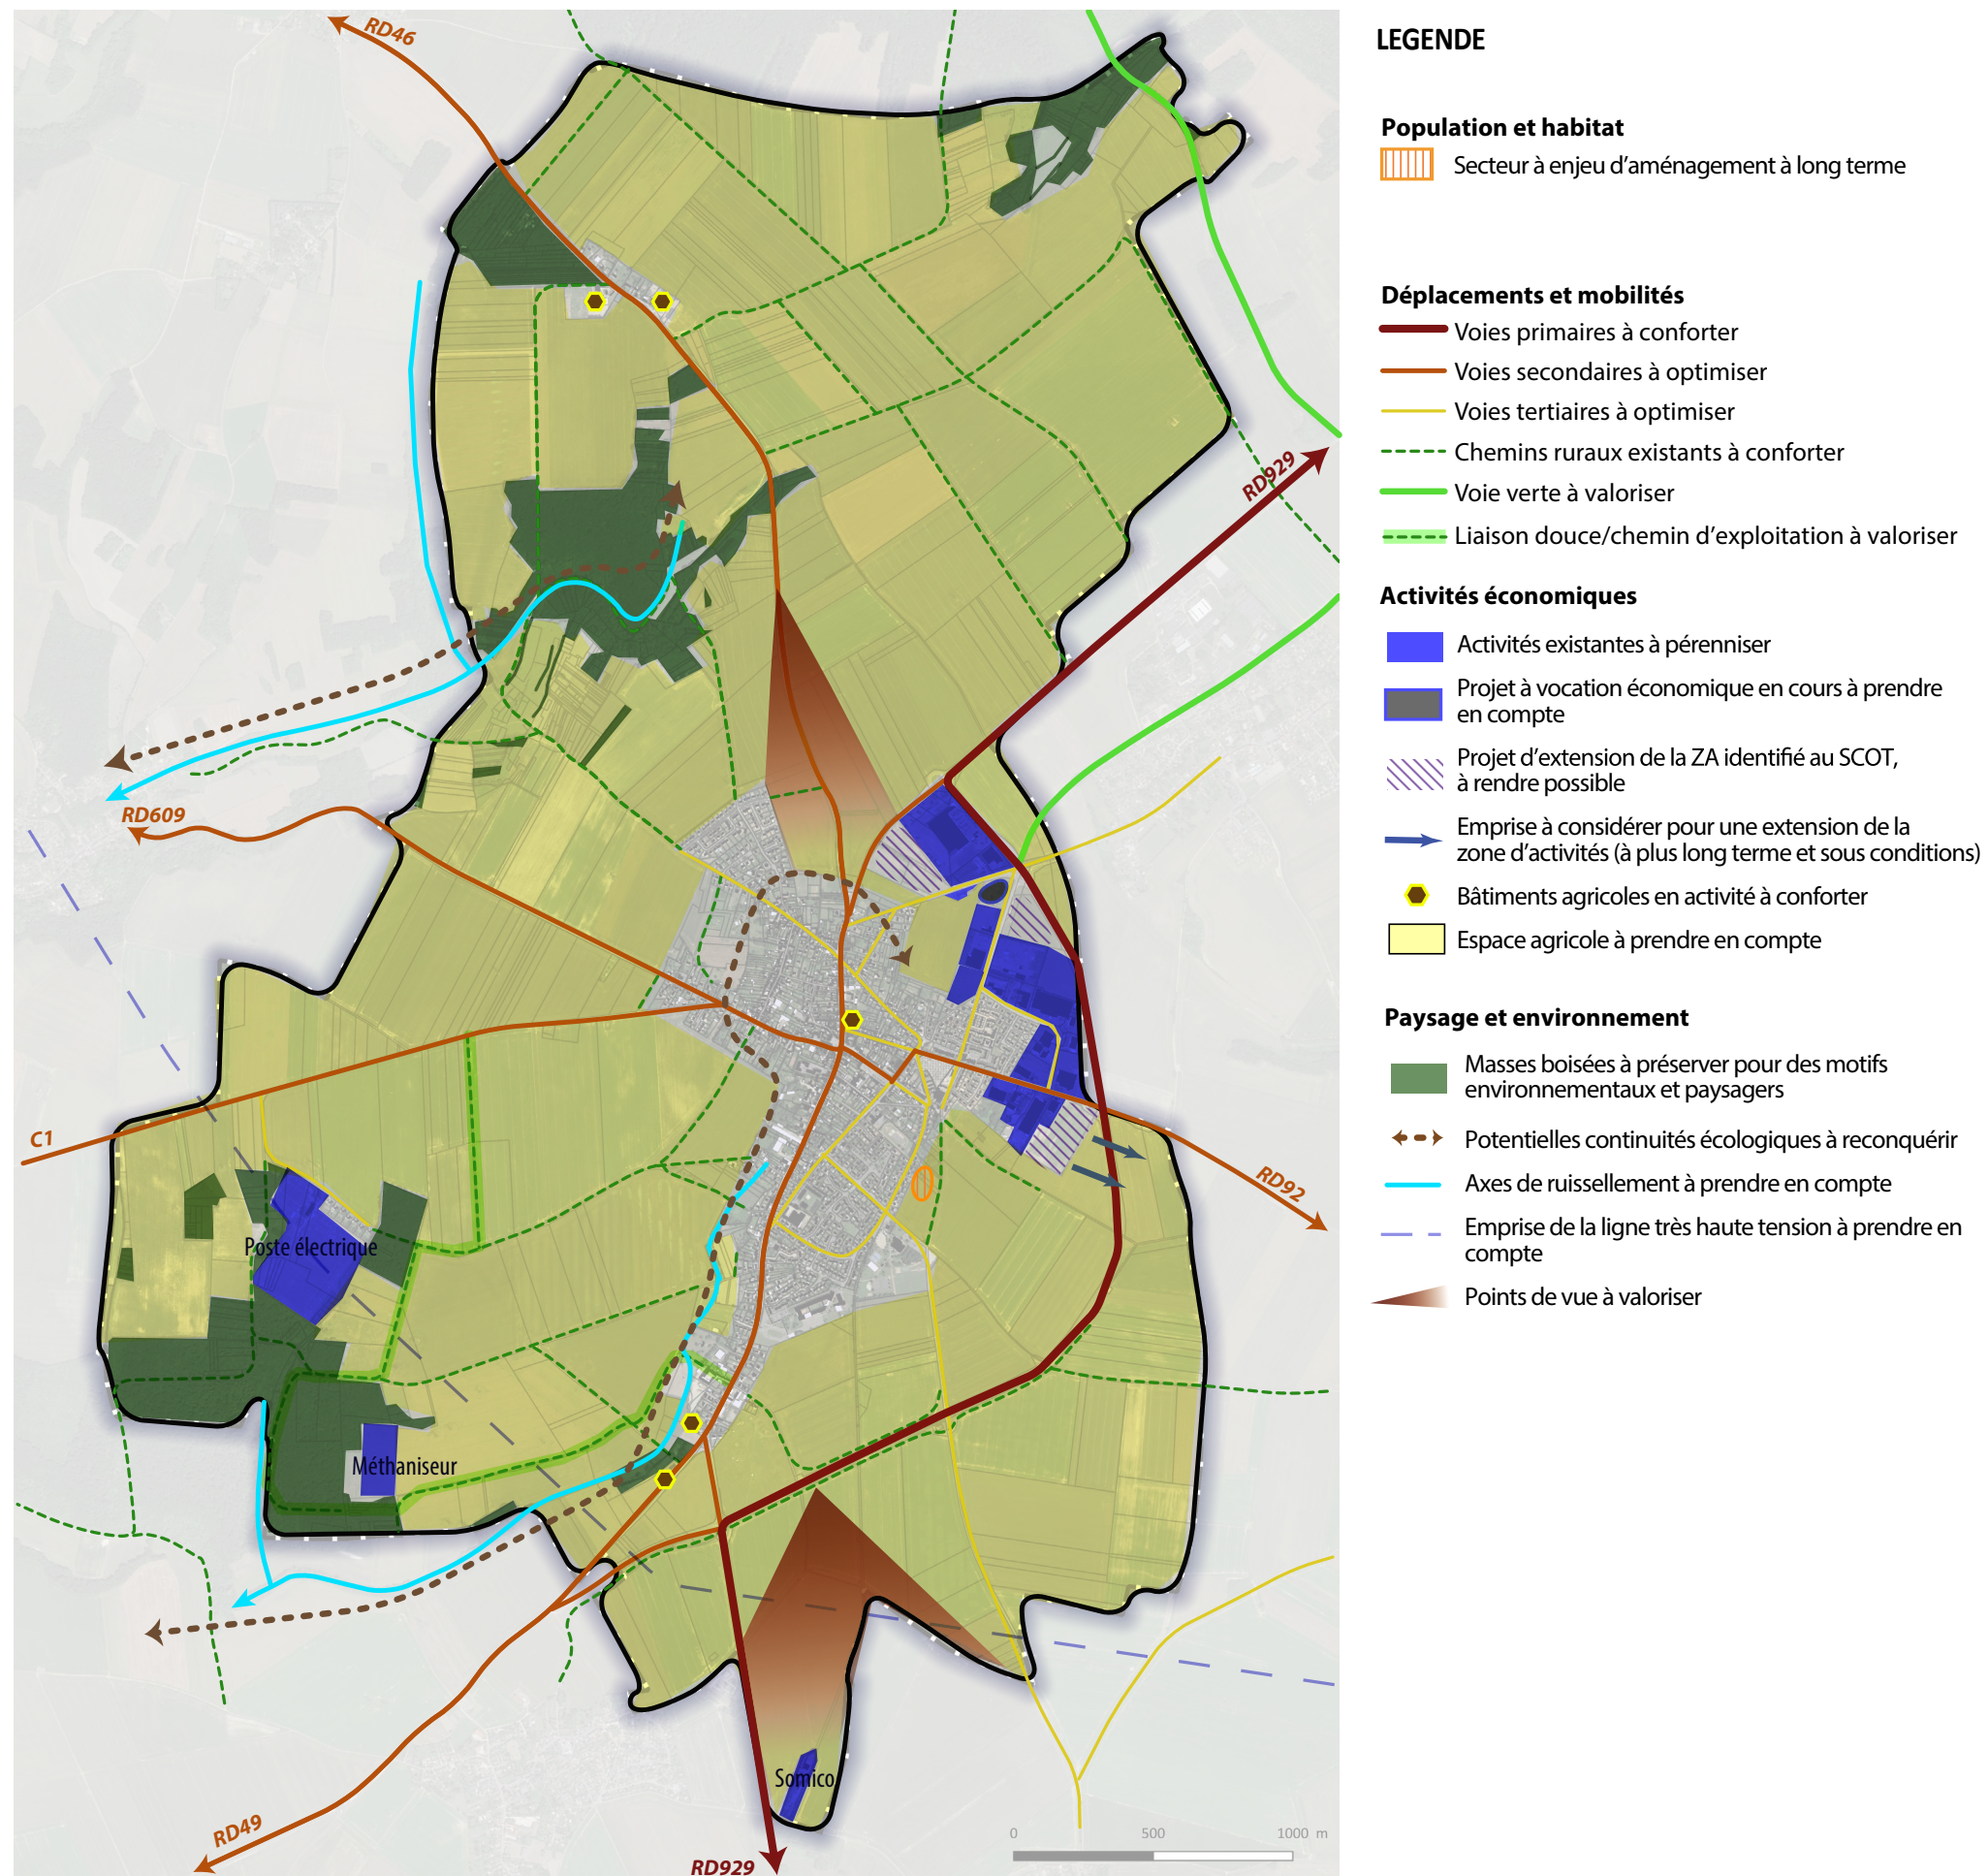 RD46
RD929
RD609
C1
RD92
Poste électrique
Méthaniseur
Somico
RD49
RD929
0 500 1000 m
LEGENDE
Population et habitat
Secteur à enjeu d'aménagement à long terme
Déplacements et mobilités
Voies primaires à conforter
Voies secondaires à optimiser
Voies tertiaires à optimiser
Chemins ruraux existants à conforter
Voie verte à valoriser
Liaison douce/chemin d'exploitation à valoriser
Activités économiques
Activités existantes à pérenniser
Projet à vocation économique en cours à prendre
en compte
Projet d'extension de la ZA identifié au SCOT,
à rendre possible
Emprise à considérer pour une extension de la
zone d'activités (à plus long terme et sous conditions)
Bâtiments agricoles en activité à conforter
Espace agricole à prendre en compte
Paysage et environnement
Masses boisées à préserver pour des motifs
environnementaux et paysagers
Potentielles continuités écologiques à reconquérir
Axes de ruissellement à prendre en compte
Emprise de la ligne très haute tension à prendre en
compte
Points de vue à valoriser